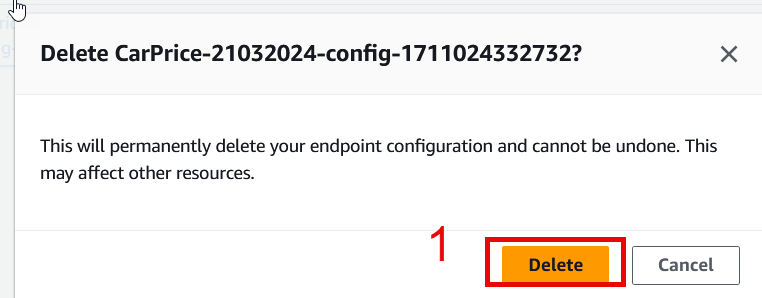 Delete CarPrice-21032024-config-1711024332732?
This will permanently delete your endpoint configuration and cannot be undone. This
may affect other resources.
1
Delete
Cancel